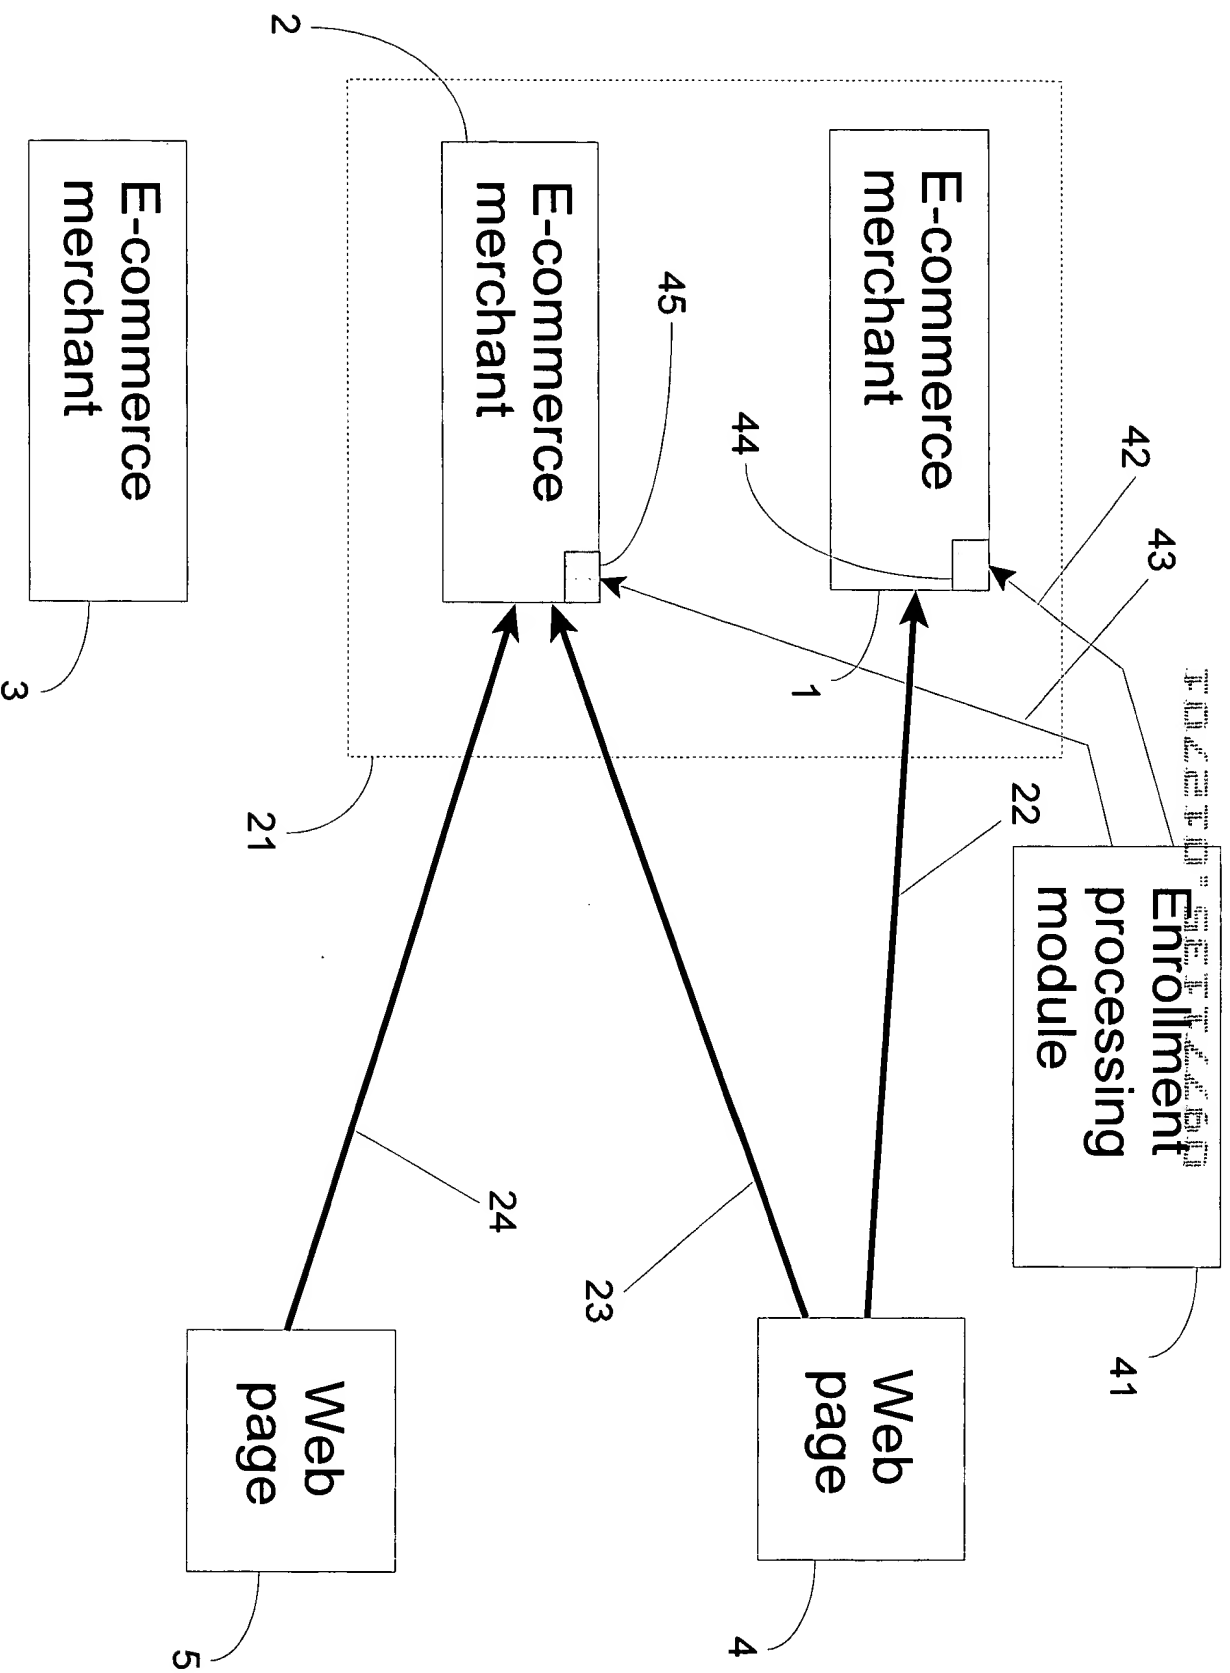 43
42
Enrollment
processing
module
41
22
E-commerce
merchant
1
Web
page
44
4
45
23
E-commerce
merchant
24
Web
page
2
21
5
E-commerce
merchant
3